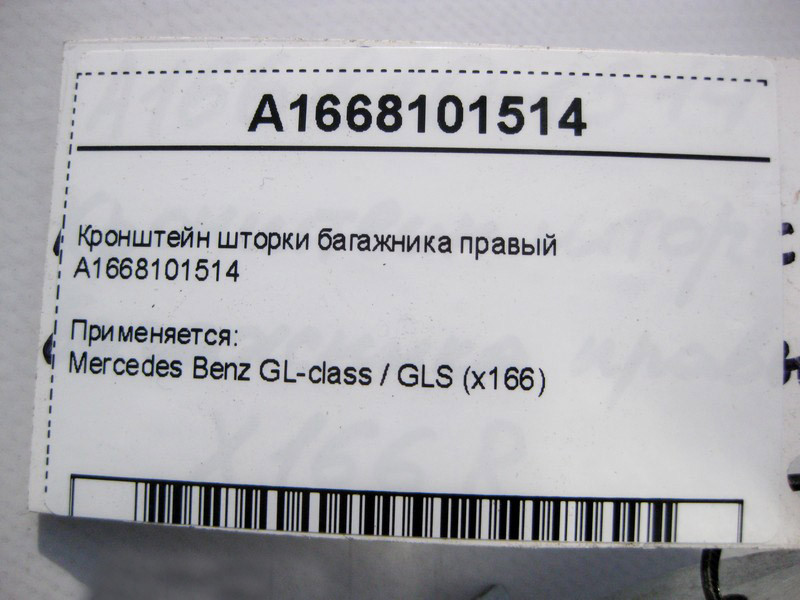 A1668101514
Кронштейн шторки багажника правый
A1668101514
Применяется:
Mercedes Benz GL-class / GLS (x166)